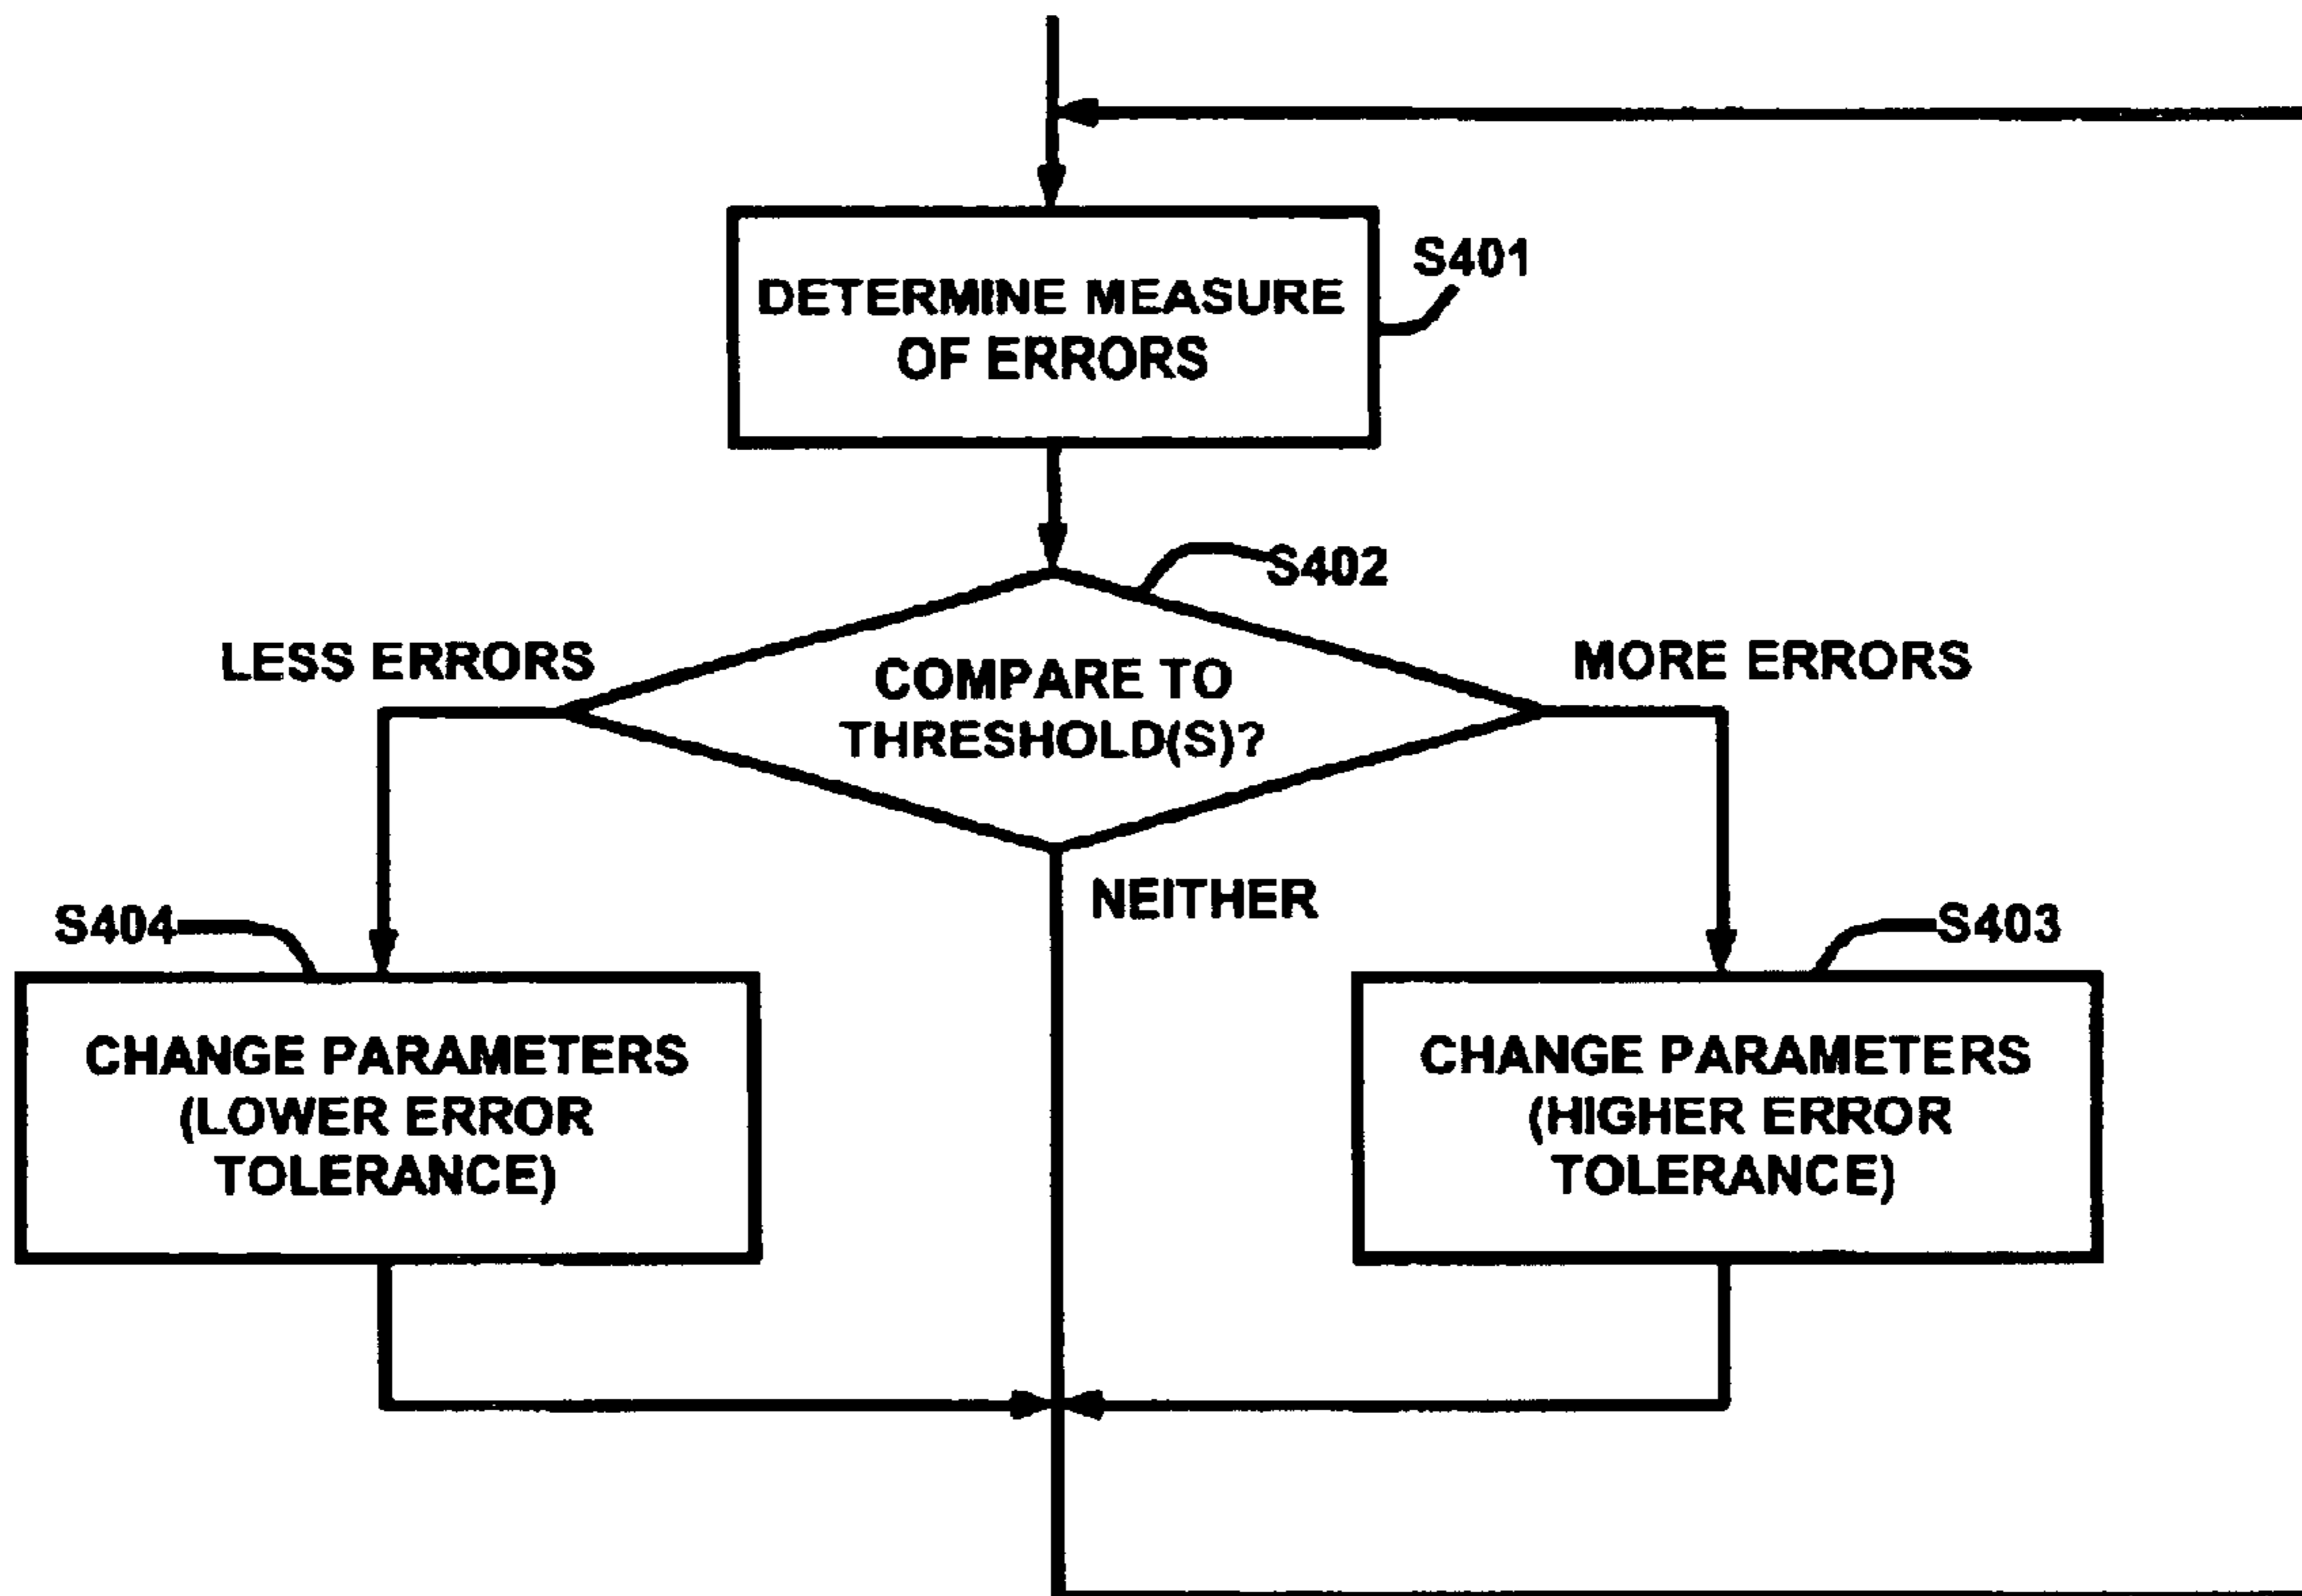 S401
DETERMINE MEASURE
OF ERRORS
S402
LESS ERRORS
COMPARE TO
THRESHOLD(S)?
MORE ERRORS
NEITHER
S404
S403
CHANGE PARAMETERS
(LOWER ERROR
TOLERANCE)
CHANGE PARAMETERS
(HIGHER ERROR
TOLERANCE)